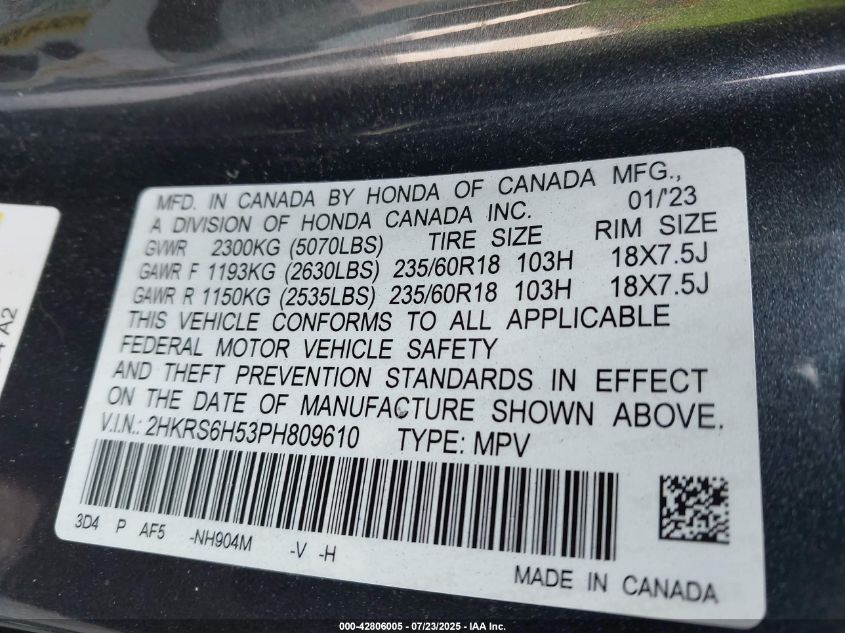 MFD. IN CANADA BY HONDA OF CANADA MFG.,
A DIVISION OF HONDA CANADA INC. 01/'23
GVWR 2300KG (5070LBS) TIRE SIZE RIM SIZE
GAWR F 1193KG (2630LBS) 235/60R18 103H 18X7.5J
GAWR R 1150KG (2535LBS) 235/60R18 103H 18X7.5J
THIS VEHICLE CONFORMS TO ALL APPLICABLE
FEDERAL MOTOR VEHICLE SAFETY
AND THEFT PREVENTION STANDARDS IN EFFECT
ON THE DATE OF MANUFACTURE SHOWN ABOVE.
V.I.N.: 2HKRS6H53PH809610 TYPE: MPV
3D4 P AF5 -NH904M -V -H
MADE IN CANADA
A2
000-42806005 - 07/23/2025 - IAA Inc.